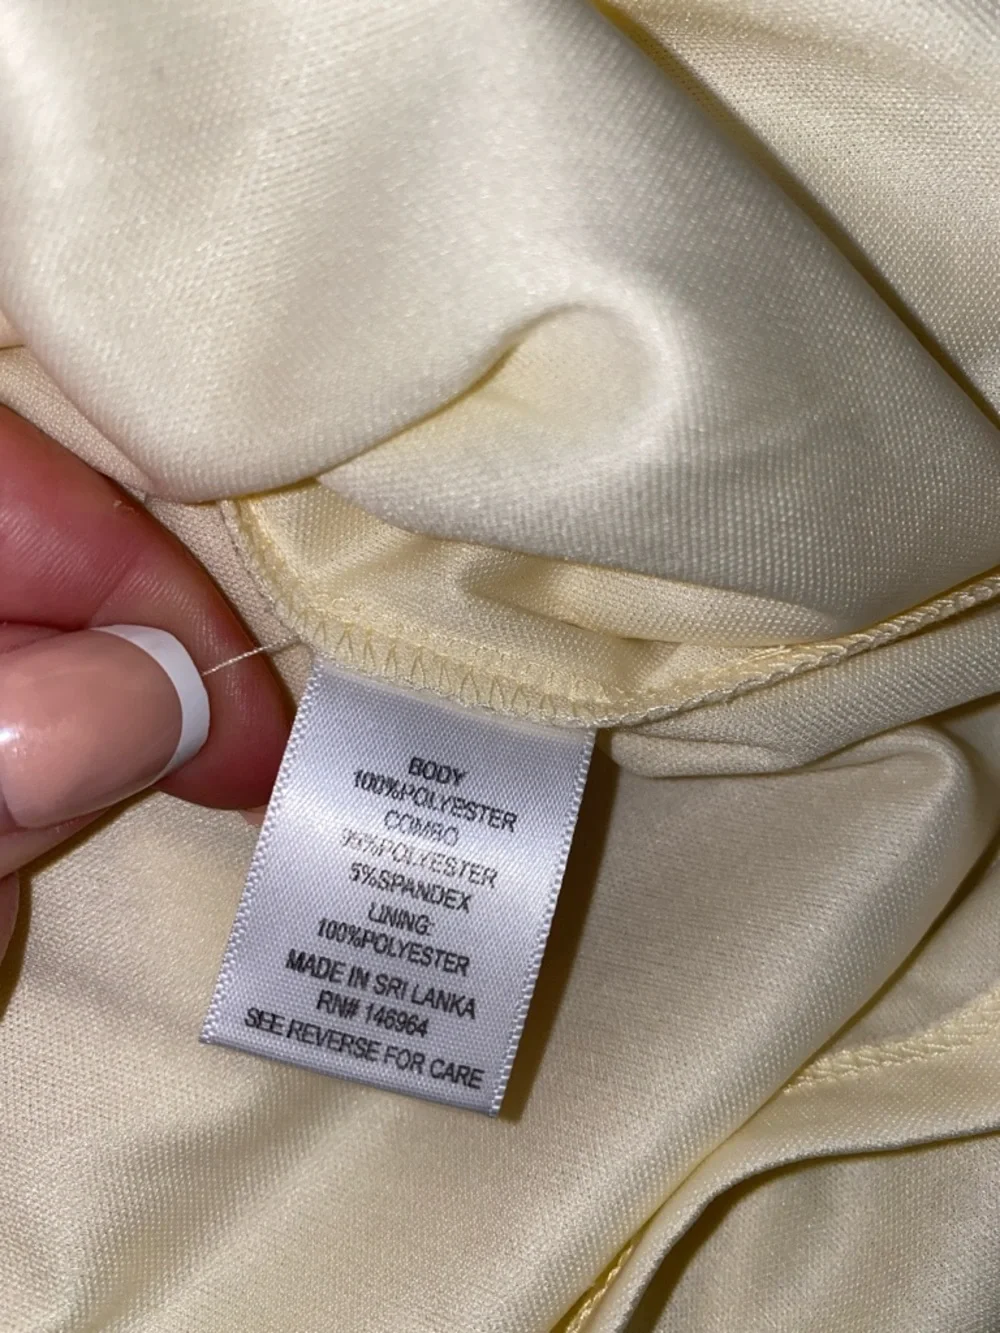 BODY
100%POLYESTER
COMBO
95%POLYESTER
5%SPANDEX
LINING:
100%POLYESTER
MADE IN SRI LANKA
RN# 146964
SEE REVERSE FOR CARE